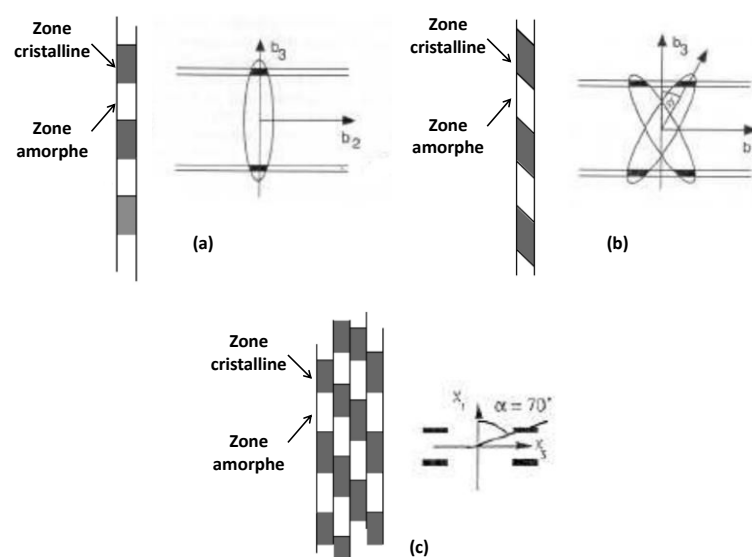 Zone
cristalline
Zone
amorphe
b₃
b₂
(a)
Zone
cristalline
Zone
amorphe
b₃
α
b
(b)
Zone
cristalline
Zone
amorphe
X₁
α = 70°
X₃
(c)